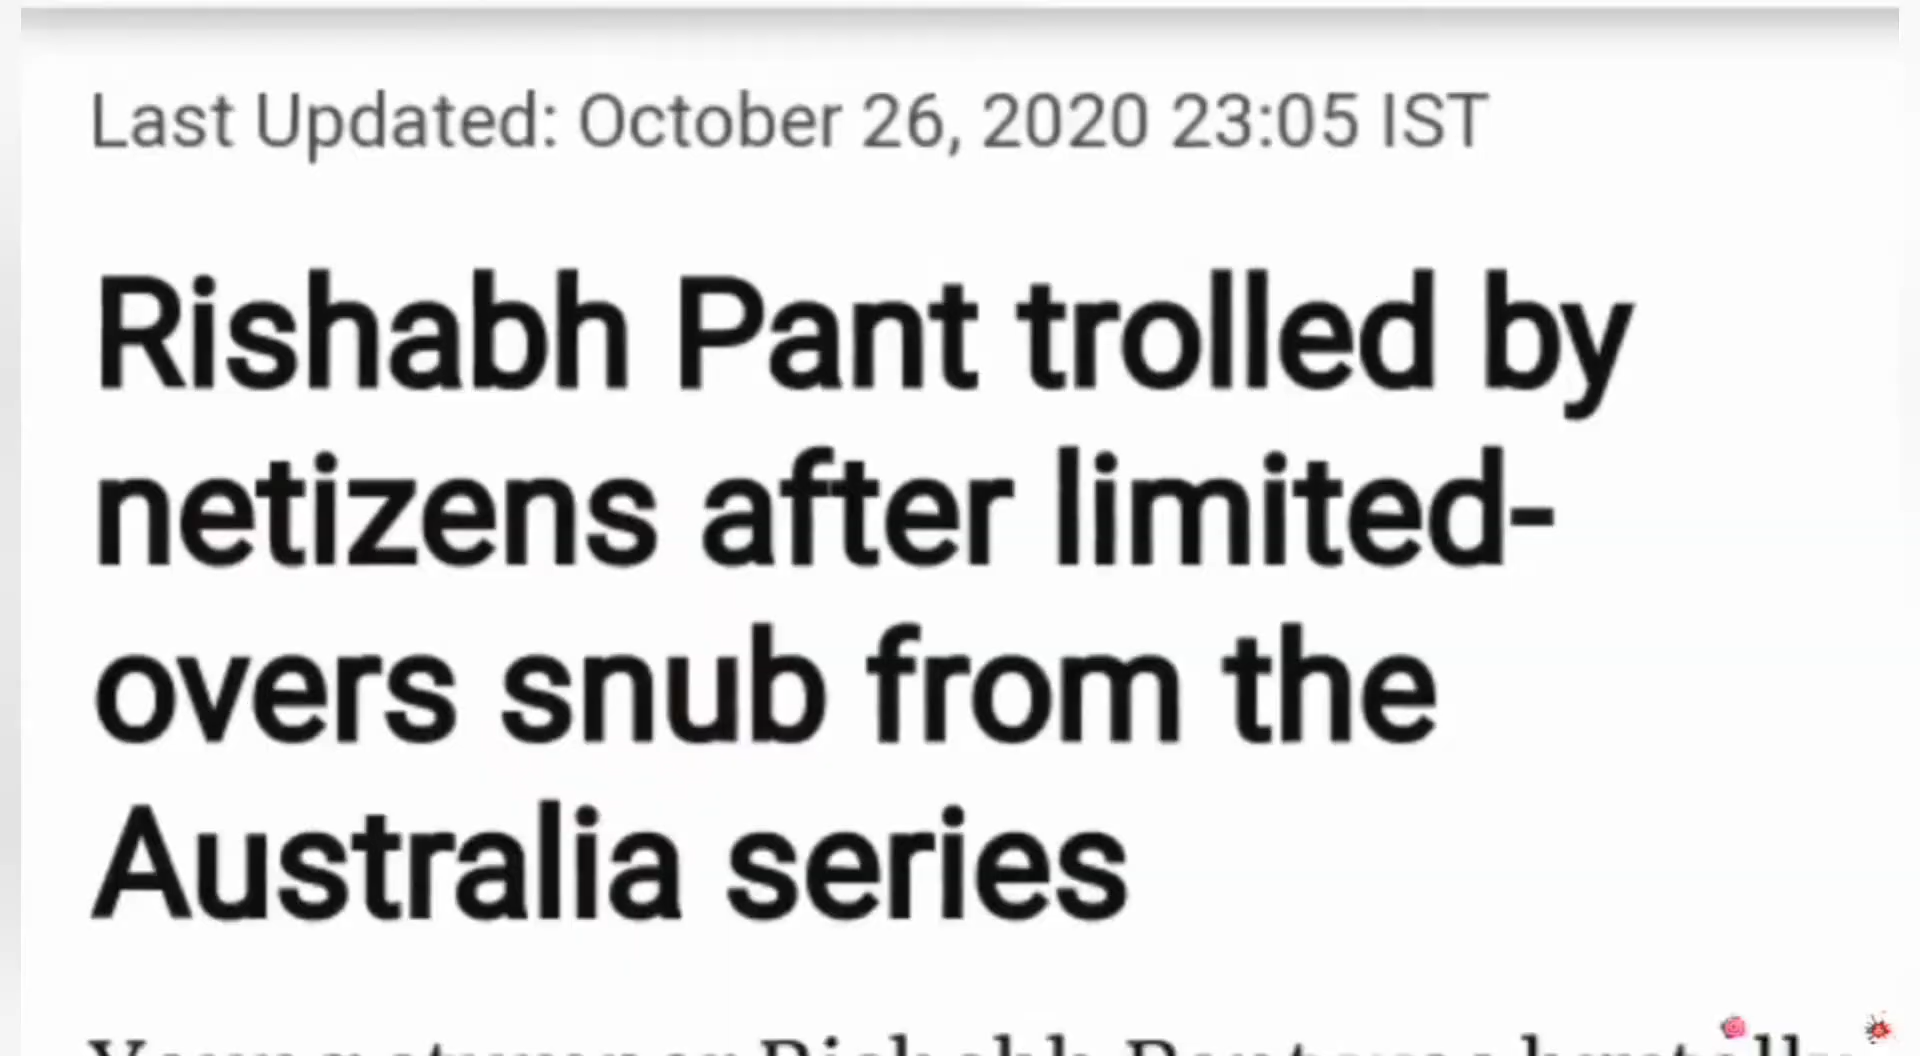 Last Updated: October 26, 2020 23:05 IST
Rishabh Pant trolled by
netizens after limited-
overs snub from the
Australia series